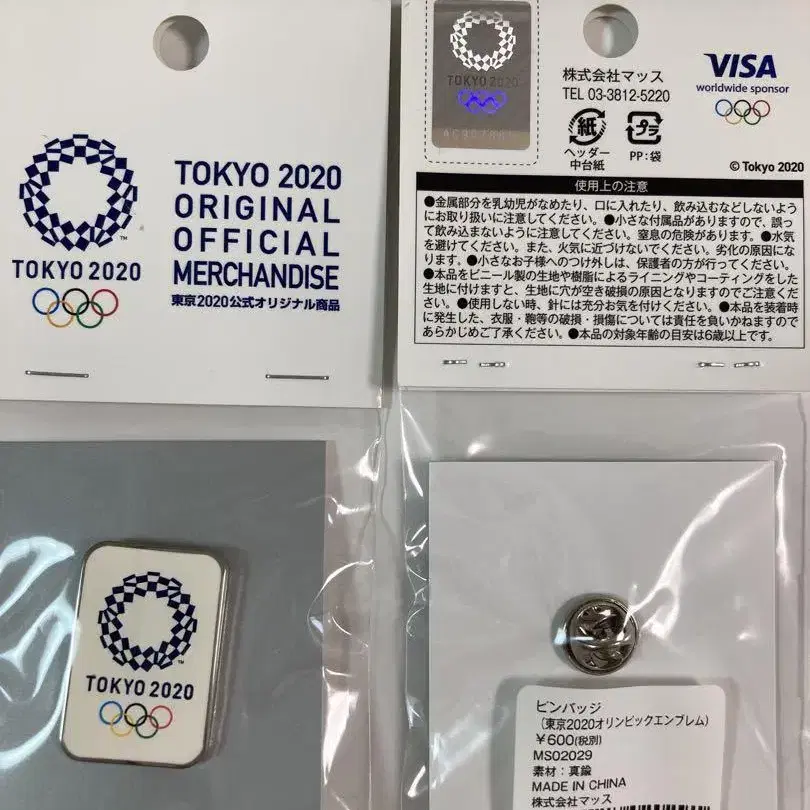 TOKYO 2020
TOKYO 2020
ORIGINAL
OFFICIAL
MERCHANDISE
東京2020公式オリジナル商品
TM
TOKYO 2020
TM
TOKYO 2020
株式会社マッス
TEL 03-3812-5220
紙
ヘッダー
中台紙
プラ
PP:袋
VISA
worldwide sponsor
© Tokyo 2020
使用上の注意
●金属部分を乳幼児がなめたり、口に入れたり、飲み込むなどしないよう
にお取り扱いに注意してください。●小さな付属品がありますので、誤っ
て飲み込まないように注意してください。窒息の危険があります。●水気
を避けてください。また、火気に近づけないでください。劣化の原因にな
ります。●小さなお子様へのつけ外しは、保護者の方が行ってください。
●本品をビニール製の生地や樹脂によるライニングやコーティングをした
生地に付けますと、生地に穴が空き破損の原因となりますのでご注意くだ
さい。●使用しない時、針には充分お気を付けください。●本品を装着時
に発生した、衣服・鞄等の破損・損傷については責任を負いかねますので
あらかじめご了承ください。●本品の対象年齢の目安は6歳以上です。
ピンバッジ
(東京2020オリンピックエンブレム)
¥600(税別)
MS02029
素材:真鍮
MADE IN CHINA
株式会社マッス